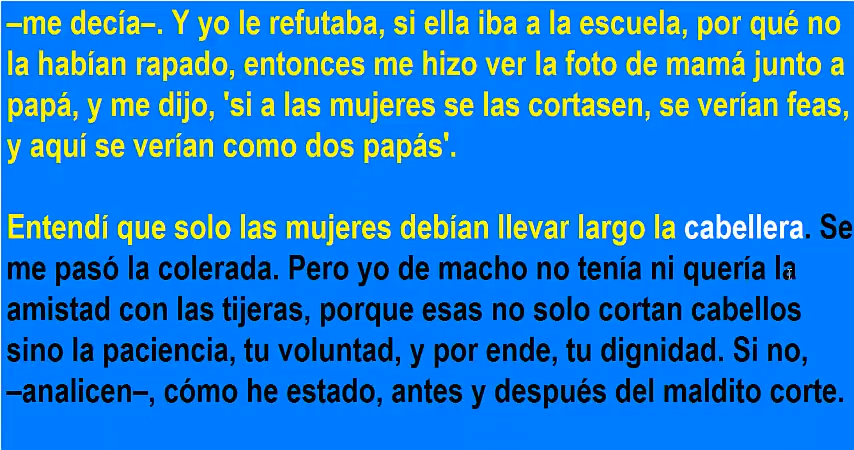 –me decía–. Y yo le refutaba, si ella iba a la escuela, por qué no
la habían rapado, entonces me hizo ver la foto de mamá junto a
papá, y me dijo, 'si a las mujeres se las cortasen, se verían feas,
y aquí se verían como dos papás'.
Entendí que solo las mujeres debían llevar largo la cabellera. Se
me pasó la colerada. Pero yo de macho no tenía ni quería la
amistad con las tijeras, porque esas no solo cortan cabellos
sino la paciencia, tu voluntad, y por ende, tu dignidad. Si no,
–analicen–, cómo he estado, antes y después del maldito corte.